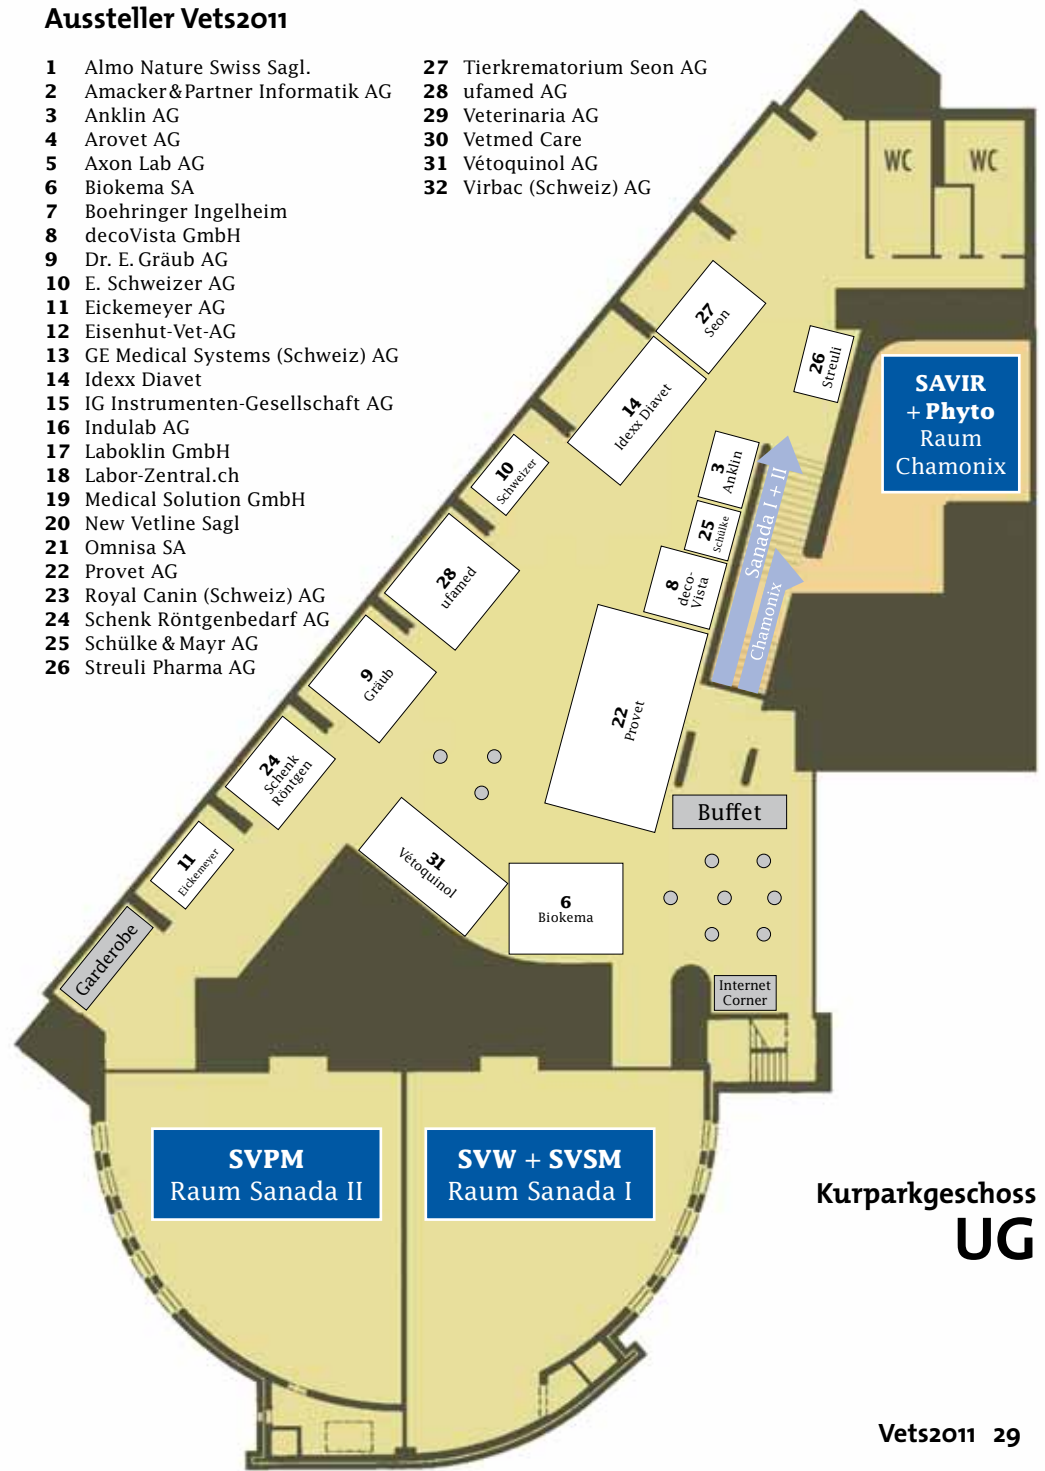 Aussteller Vets2011
1 Almo Nature Swiss Sagl.
2 Amacker & Partner Informatik AG
3 Anklin AG
4 Arovet AG
5 Axon Lab AG
6 Biokema SA
7 Boehringer Ingelheim
8 decoVista GmbH
9 Dr. E. Gräub AG
10 E. Schweizer AG
11 Eickemeyer AG
12 Eisenhut-Vet-AG
13 GE Medical Systems (Schweiz) AG
14 Idexx Diavet
15 IG Instrumenten-Gesellschaft AG
16 Indulab AG
17 Laboklin GmbH
18 Labor-Zentral.ch
19 Medical Solution GmbH
20 New Vetline Sagl
21 Omnisa SA
22 Provet AG
23 Royal Canin (Schweiz) AG
24 Schenk Röntgenbedarf AG
25 Schülke & Mayr AG
26 Streuli Pharma AG
27 Tierkrematorium Seon AG
28 ufamed AG
29 Veterinaria AG
30 Vetmed Care
31 Vétoquinol AG
32 Virbac (Schweiz) AG
WC
WC
27
Seon
26
Streuli
14
Idexx Diavet
SAVIR
+ Phyto
Raum
Chamonix
10
Schweizer
3
Anklin
25
Schülke
8
deco-
Vista
Sanada I + II
Chamonix
28
ufamed
9
Gräub
22
Provet
24
Schenk
Röntgen
Buffet
11
Eickemeyer
31
Vétoquinol
6
Biokema
Garderobe
Internet
Corner
SVPM
Raum Sanada II
SVW + SVSM
Raum Sanada I
Kurparkgeschoss
UG
Vets2011 29